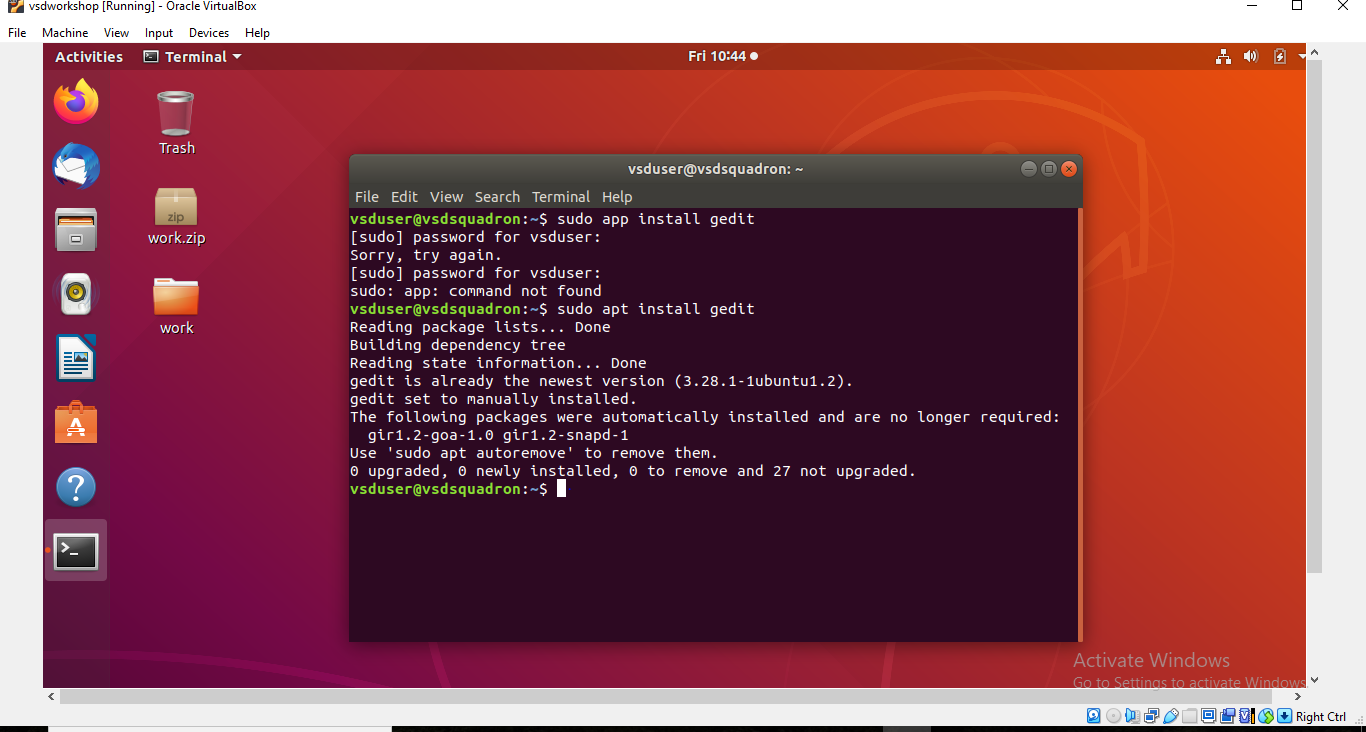 vsdworkshop [Running] - Oracle VirtualBox
File Machine View Input Devices Help
Activities Terminal Fri 10:44
Trash
zip
work.zip
work
vsduser@vsdsquadron: ~
File Edit View Search Terminal Help
vsduser@vsdsquadron:~$ sudo app install gedit
[sudo] password for vsduser:
Sorry, try again.
[sudo] password for vsduser:
sudo: app: command not found
vsduser@vsdsquadron:~$ sudo apt install gedit
Reading package lists... Done
Building dependency tree
Reading state information... Done
gedit is already the newest version (3.28.1-1ubuntu1.2).
gedit set to manually installed.
The following packages were automatically installed and are no longer required:
  gir1.2-goa-1.0 gir1.2-snapd-1
Use 'sudo apt autoremove' to remove them.
0 upgraded, 0 newly installed, 0 to remove and 27 not upgraded.
vsduser@vsdsquadron:~$
Activate Windows
Go to Settings to activate Windows
Right Ctrl